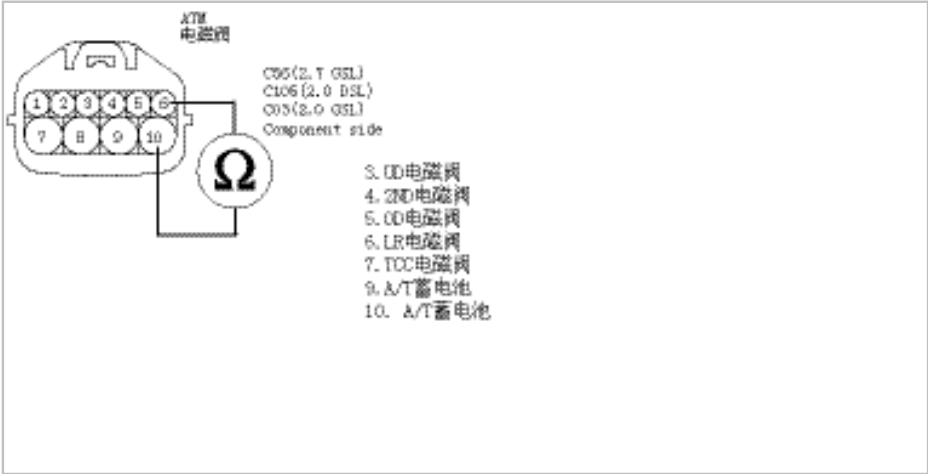 ATM
电磁阀
C56(2.7 GSL)
C106(2.0 DSL)
C03(2.0 GSL)
Component side
1 2 3 4 5 6
7 8 9 10
Ω
3.UD电磁阀
4.2ND电磁阀
5.OD电磁阀
6.LR电磁阀
7.TCC电磁阀
9.A/T蓄电池
10. A/T蓄电池